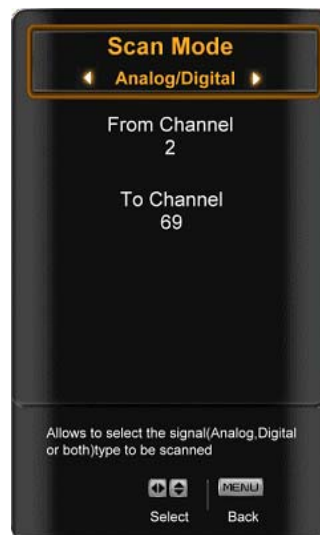 Scan Mode
Analog/Digital
From Channel
2
To Channel
69
Allows to select the signal(Analog,Digital
or both)type to be scanned
MENU
Select
Back